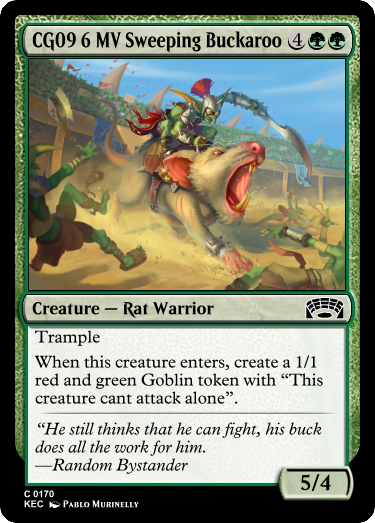 CG09 6 MV Sweeping Buckaroo 4
Creature — Rat Warrior
Trample
When this creature enters, create a 1/1
red and green Goblin token with “This
creature cant attack alone”.
“He still thinks that he can fight, his buck
does all the work for him.
—Random Bystander
5/4
C 0170
KEC Pablo Murinelly